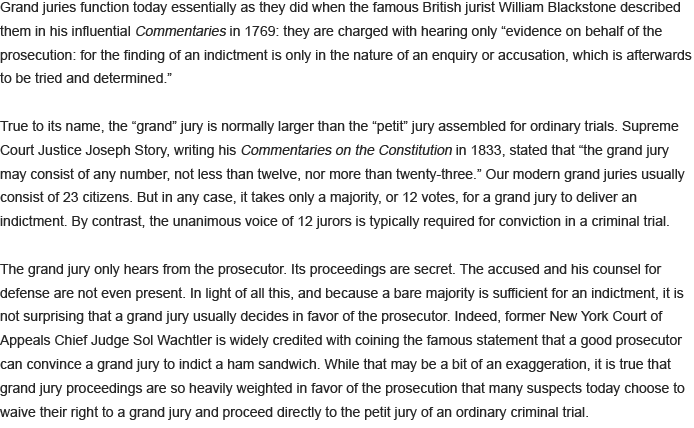 Grand juries function today essentially as they did when the famous British jurist William Blackstone described
them in his influential Commentaries in 1769: they are charged with hearing only “evidence on behalf of the
prosecution: for the finding of an indictment is only in the nature of an enquiry or accusation, which is afterwards
to be tried and determined.”
True to its name, the “grand” jury is normally larger than the “petit” jury assembled for ordinary trials. Supreme
Court Justice Joseph Story, writing his Commentaries on the Constitution in 1833, stated that “the grand jury
may consist of any number, not less than twelve, nor more than twenty-three.” Our modern grand juries usually
consist of 23 citizens. But in any case, it takes only a majority, or 12 votes, for a grand jury to deliver an
indictment. By contrast, the unanimous voice of 12 jurors is typically required for conviction in a criminal trial.
The grand jury only hears from the prosecutor. Its proceedings are secret. The accused and his counsel for
defense are not even present. In light of all this, and because a bare majority is sufficient for an indictment, it is
not surprising that a grand jury usually decides in favor of the prosecutor. Indeed, former New York Court of
Appeals Chief Judge Sol Wachtler is widely credited with coining the famous statement that a good prosecutor
can convince a grand jury to indict a ham sandwich. While that may be a bit of an exaggeration, it is true that
grand jury proceedings are so heavily weighted in favor of the prosecution that many suspects today choose to
waive their right to a grand jury and proceed directly to the petit jury of an ordinary criminal trial.